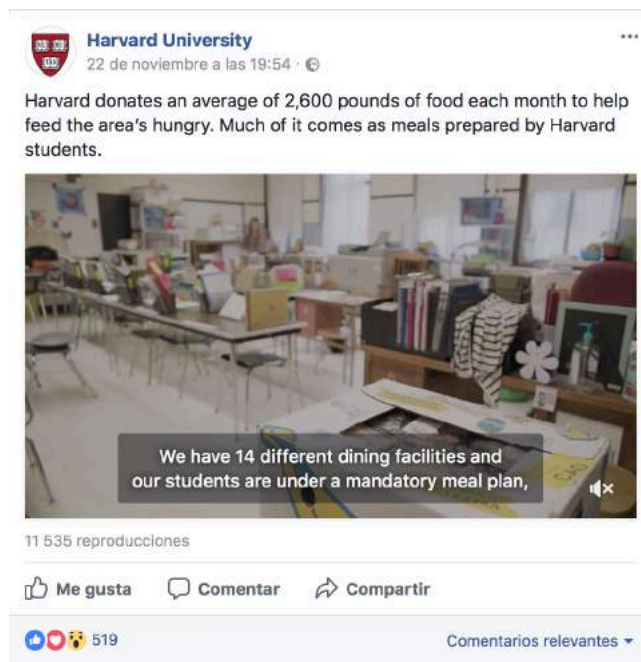 Harvard University
22 de noviembre a las 19:54 ·
Harvard donates an average of 2,600 pounds of food each month to help
feed the area's hungry. Much of it comes as meals prepared by Harvard
students.
We have 14 different dining facilities and
our students are under a mandatory meal plan,
11 535 reproducciones
Me gusta Comentar Compartir
519 Comentarios relevantes